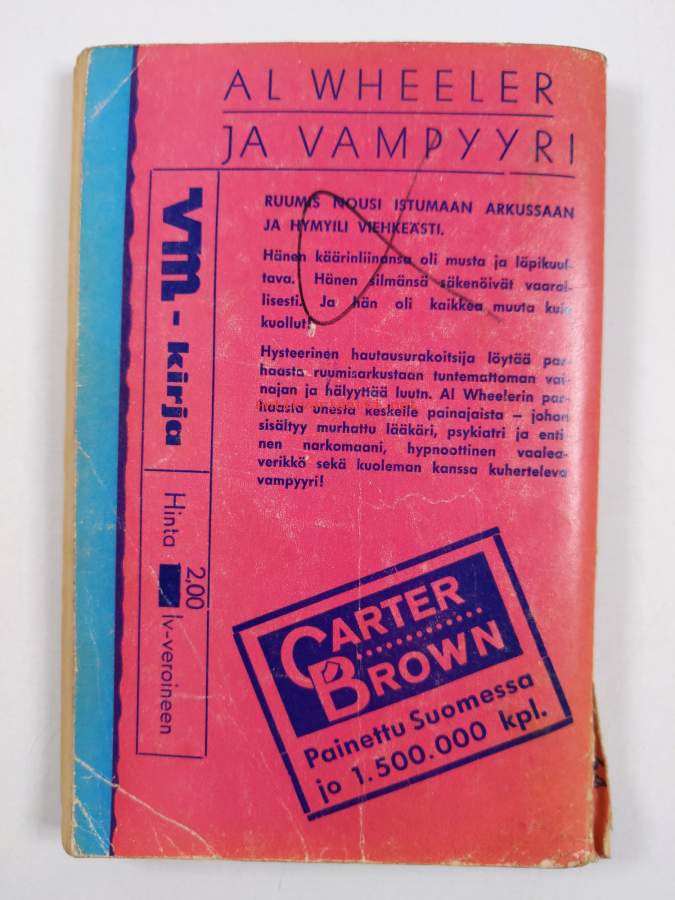 AL WHEELER
JA VAMPYYRI
RUUMIS NOUSI ISTUMAAN ARKUSSAAN
JA HYMYILI VIEHKEÄSTI.
Hänen käärinliinansa oli musta ja läpikuul-
tava. Hänen silmänsä säkenöivät vaaral-
lisesti. Ja hän oli kaikkea muuta kuin
kuollut!
Hysteerinen hautausurakoitsija löytää par-
haasta ruumisarkustaan tuntemattoman vai-
najan ja hälyyttää luutn. Al Wheelerin par-
haasta unesta keskelle painajaista – johon
sisältyy murhattu lääkäri, psykiatri ja enti-
nen narkomaani, hypnoottinen vaalea-
verikkö sekä kuoleman kanssa kuherteleva
vampyyri!
VM-kirja
Hinta 2,00 lv-veroineen
CARTER
BROWN
Painettu Suomessa
jo 1.500.000 kpl.